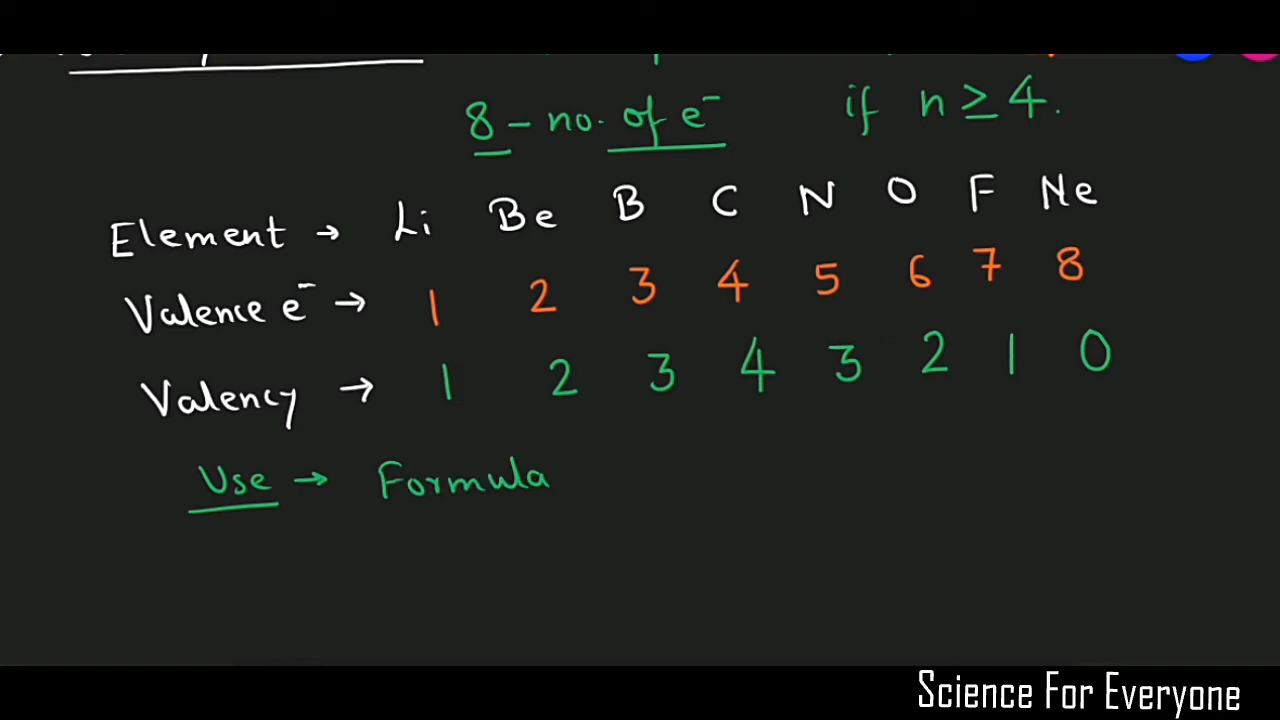 8 - no. of e⁻ if n ≥ 4.
Element → Li Be B C N O F Ne
Valence e⁻ → 1 2 3 4 5 6 7 8
Valency → 1 2 3 4 3 2 1 0
Use → Formula
Science For Everyone